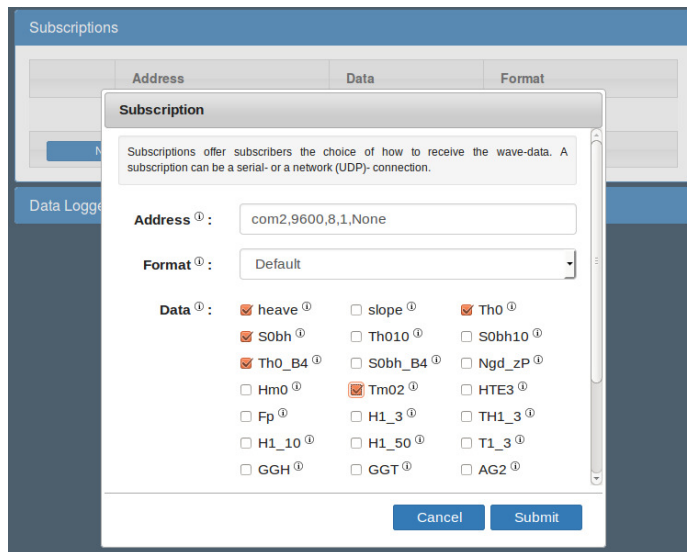 Subscriptions
Address Data Format
Subscription
N
Subscriptions offer subscribers the choice of how to receive the wave-data. A
subscription can be a serial- or a network (UDP)- connection.
Data Logge
Address ⓘ : com2,9600,8,1,None
Format ⓘ : Default
Data ⓘ : heave ⓘ slope ⓘ Th0 ⓘ
S0bh ⓘ Th010 ⓘ S0bh10 ⓘ
Th0_B4 ⓘ S0bh_B4 ⓘ Ngd_zP ⓘ
Hm0 ⓘ Tm02 ⓘ HTE3 ⓘ
Fp ⓘ H1_3 ⓘ TH1_3 ⓘ
H1_10 ⓘ H1_50 ⓘ T1_3 ⓘ
GGH ⓘ GGT ⓘ AG2 ⓘ
Cancel Submit